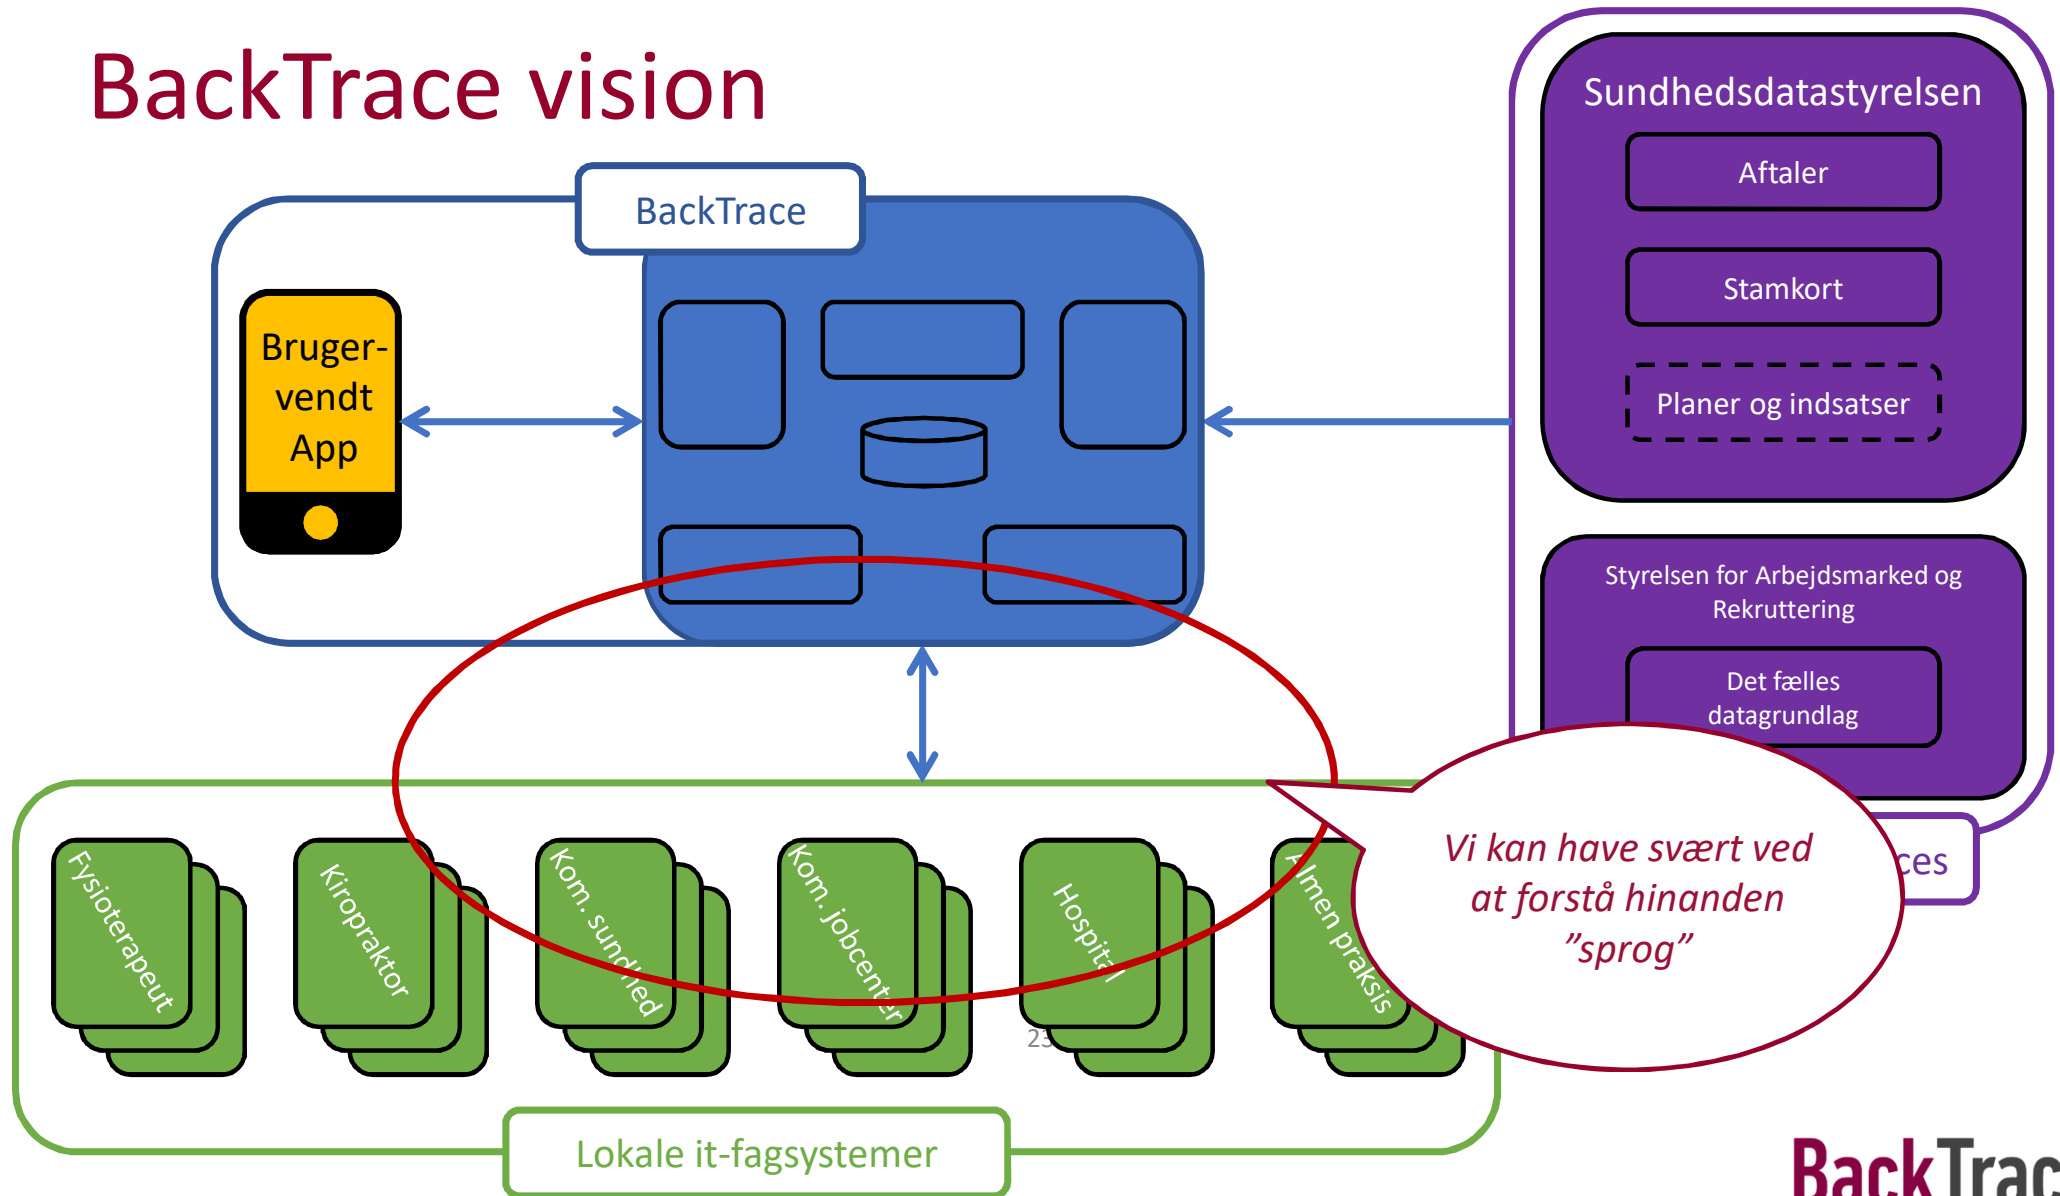 BackTrace vision
BackTrace
Bruger-
vendt
App
Sundhedsdatastyrelsen
Aftaler
Stamkort
Planer og indsatser
Styrelsen for Arbejdsmarked og
Rekruttering
Det fælles
datagrundlag
ces
Vi kan have svært ved
at forstå hinanden
”sprog”
Fysioterapeut
Kiropraktor
Kom. sundhed
Kom. jobcenter
Hospital
Almen praksis
23
Lokale it-fagsystemer
BackTrac